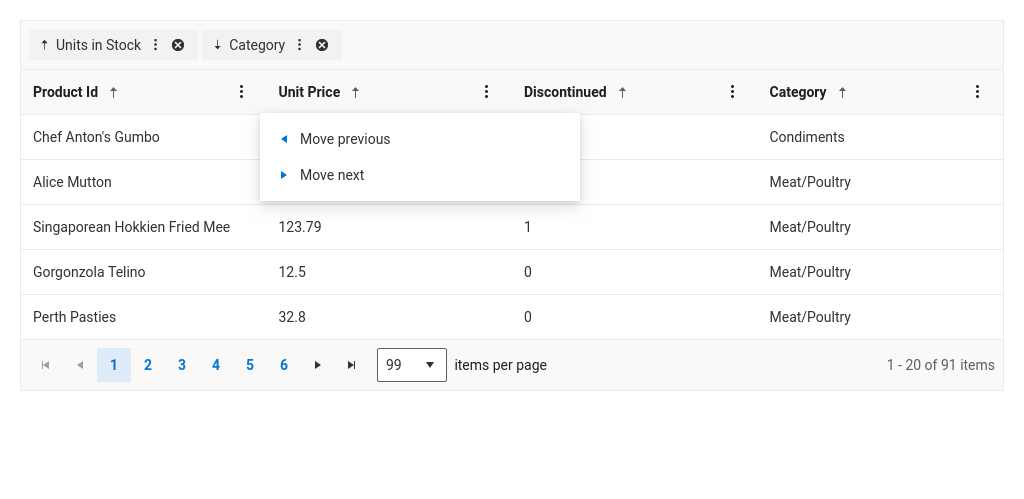 Units in Stock Category
Product Id Unit Price Discontinued Category
Chef Anton's Gumbo Condiments
Move previous
Alice Mutton Meat/Poultry
Move next
Singaporean Hokkien Fried Mee 123.79 1 Meat/Poultry
Gorgonzola Telino 12.5 0 Meat/Poultry
Perth Pasties 32.8 0 Meat/Poultry
1 2 3 4 5 6 99 items per page 1 - 20 of 91 items